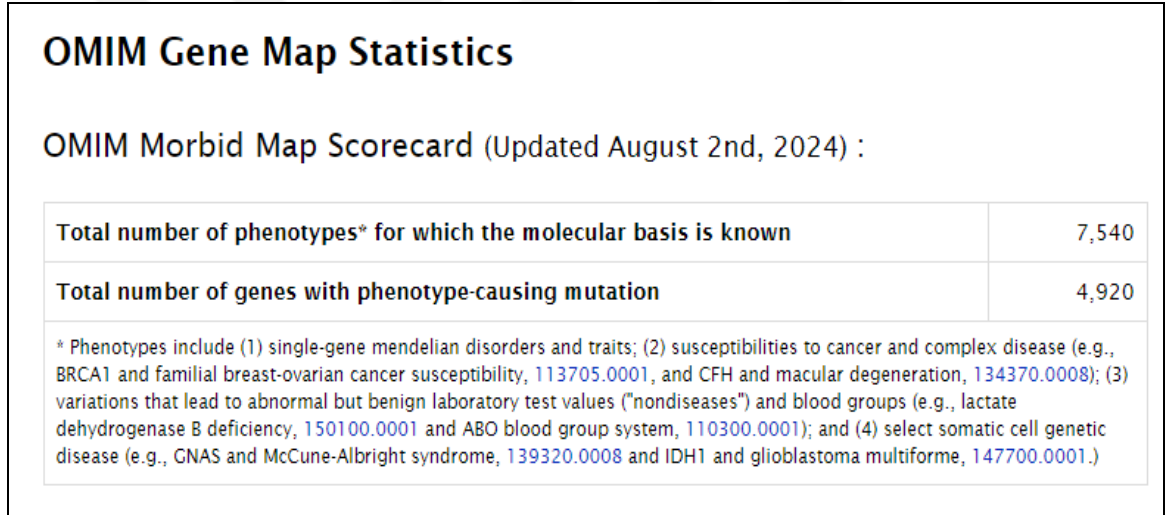 OMIM Gene Map Statistics
OMIM Morbid Map Scorecard (Updated August 2nd, 2024) :
Total number of phenotypes* for which the molecular basis is known 7,540
Total number of genes with phenotype-causing mutation 4,920
* Phenotypes include (1) single-gene mendelian disorders and traits; (2) susceptibilities to cancer and complex disease (e.g.,
BRCA1 and familial breast-ovarian cancer susceptibility, 113705.0001, and CFH and macular degeneration, 134370.0008); (3)
variations that lead to abnormal but benign laboratory test values ("nondiseases") and blood groups (e.g., lactate
dehydrogenase B deficiency, 150100.0001 and ABO blood group system, 110300.0001); and (4) select somatic cell genetic
disease (e.g., GNAS and McCune-Albright syndrome, 139320.0008 and IDH1 and glioblastoma multiforme, 147700.0001.)